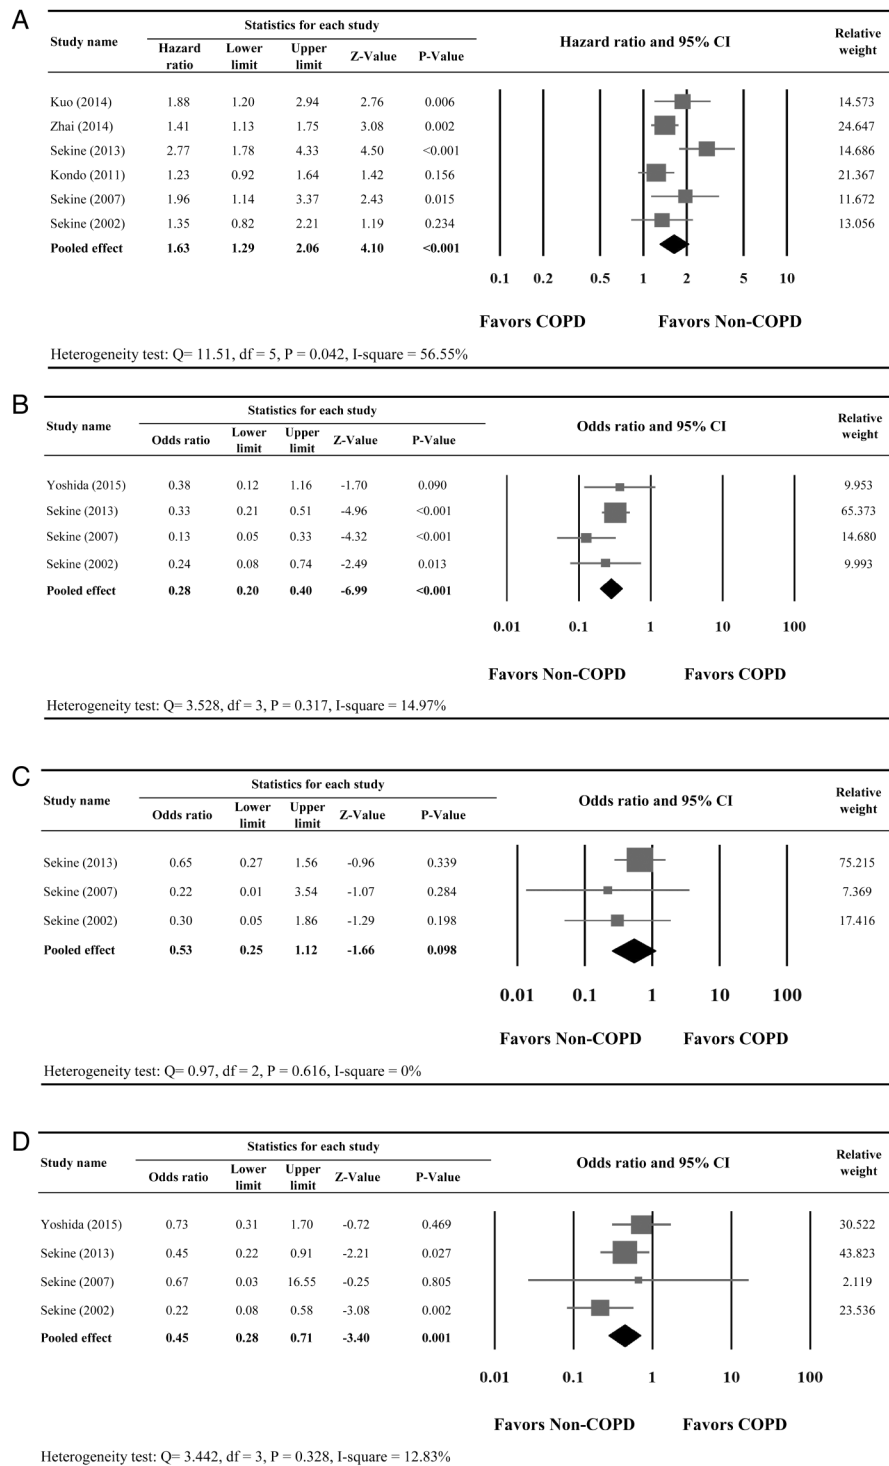 A
Study name Statistics for each study Hazard ratio and 95% CI Relative weight
Hazard ratio Lower limit Upper limit Z-Value P-Value
Kuo (2014) 1.88 1.20 2.94 2.76 0.006 14.573
Zhai (2014) 1.41 1.13 1.75 3.08 0.002 24.647
Sekine (2013) 2.77 1.78 4.33 4.50 <0.001 14.686
Kondo (2011) 1.23 0.92 1.64 1.42 0.156 21.367
Sekine (2007) 1.96 1.14 3.37 2.43 0.015 11.672
Sekine (2002) 1.35 0.82 2.21 1.19 0.234 13.056
Pooled effect 1.63 1.29 2.06 4.10 <0.001
0.1 0.2 0.5 1 2 5 10
Favors COPD Favors Non-COPD
Heterogeneity test: Q= 11.51, df = 5, P = 0.042, I-square = 56.55%
B
Study name Statistics for each study Odds ratio and 95% CI Relative weight
Odds ratio Lower limit Upper limit Z-Value P-Value
Yoshida (2015) 0.38 0.12 1.16 -1.70 0.090 9.953
Sekine (2013) 0.33 0.21 0.51 -4.96 <0.001 65.373
Sekine (2007) 0.13 0.05 0.33 -4.32 <0.001 14.680
Sekine (2002) 0.24 0.08 0.74 -2.49 0.013 9.993
Pooled effect 0.28 0.20 0.40 -6.99 <0.001
0.01 0.1 1 10 100
Favors Non-COPD Favors COPD
Heterogeneity test: Q= 3.528, df = 3, P = 0.317, I-square = 14.97%
C
Study name Statistics for each study Odds ratio and 95% CI Relative weight
Odds ratio Lower limit Upper limit Z-Value P-Value
Sekine (2013) 0.65 0.27 1.56 -0.96 0.339 75.215
Sekine (2007) 0.22 0.01 3.54 -1.07 0.284 7.369
Sekine (2002) 0.30 0.05 1.86 -1.29 0.198 17.416
Pooled effect 0.53 0.25 1.12 -1.66 0.098
0.01 0.1 1 10 100
Favors Non-COPD Favors COPD
Heterogeneity test: Q= 0.97, df = 2, P = 0.616, I-square = 0%
D
Study name Statistics for each study Odds ratio and 95% CI Relative weight
Odds ratio Lower limit Upper limit Z-Value P-Value
Yoshida (2015) 0.73 0.31 1.70 -0.72 0.469 30.522
Sekine (2013) 0.45 0.22 0.91 -2.21 0.027 43.823
Sekine (2007) 0.67 0.03 16.55 -0.25 0.805 2.119
Sekine (2002) 0.22 0.08 0.58 -3.08 0.002 23.536
Pooled effect 0.45 0.28 0.71 -3.40 0.001
0.01 0.1 1 10 100
Favors Non-COPD Favors COPD
Heterogeneity test: Q= 3.442, df = 3, P = 0.328, I-square = 12.83%